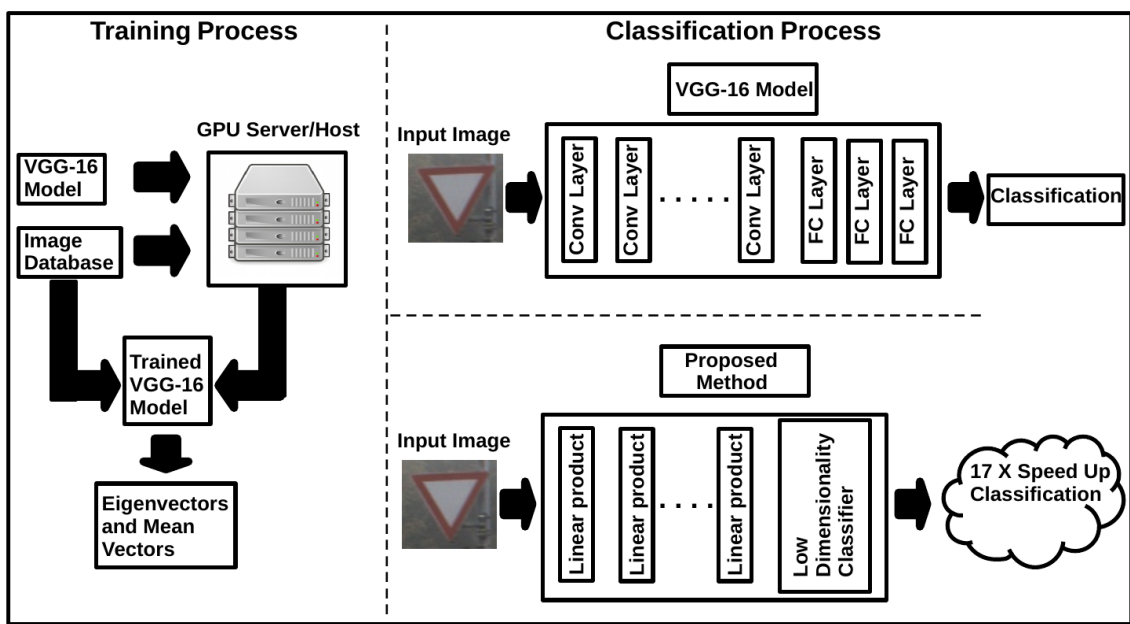 Training Process
GPU Server/Host
VGG-16
Model
Image
Database
Trained
VGG-16
Model
Eigenvectors
and Mean
Vectors
Classification Process
VGG-16 Model
Input Image
Conv Layer
Conv Layer
. . . . .
Conv Layer
FC Layer
FC Layer
FC Layer
Classification
Proposed
Method
Input Image
Linear product
Linear product
. . . . .
Linear product
Low
Dimensionality
Classifier
17 X Speed Up
Classification